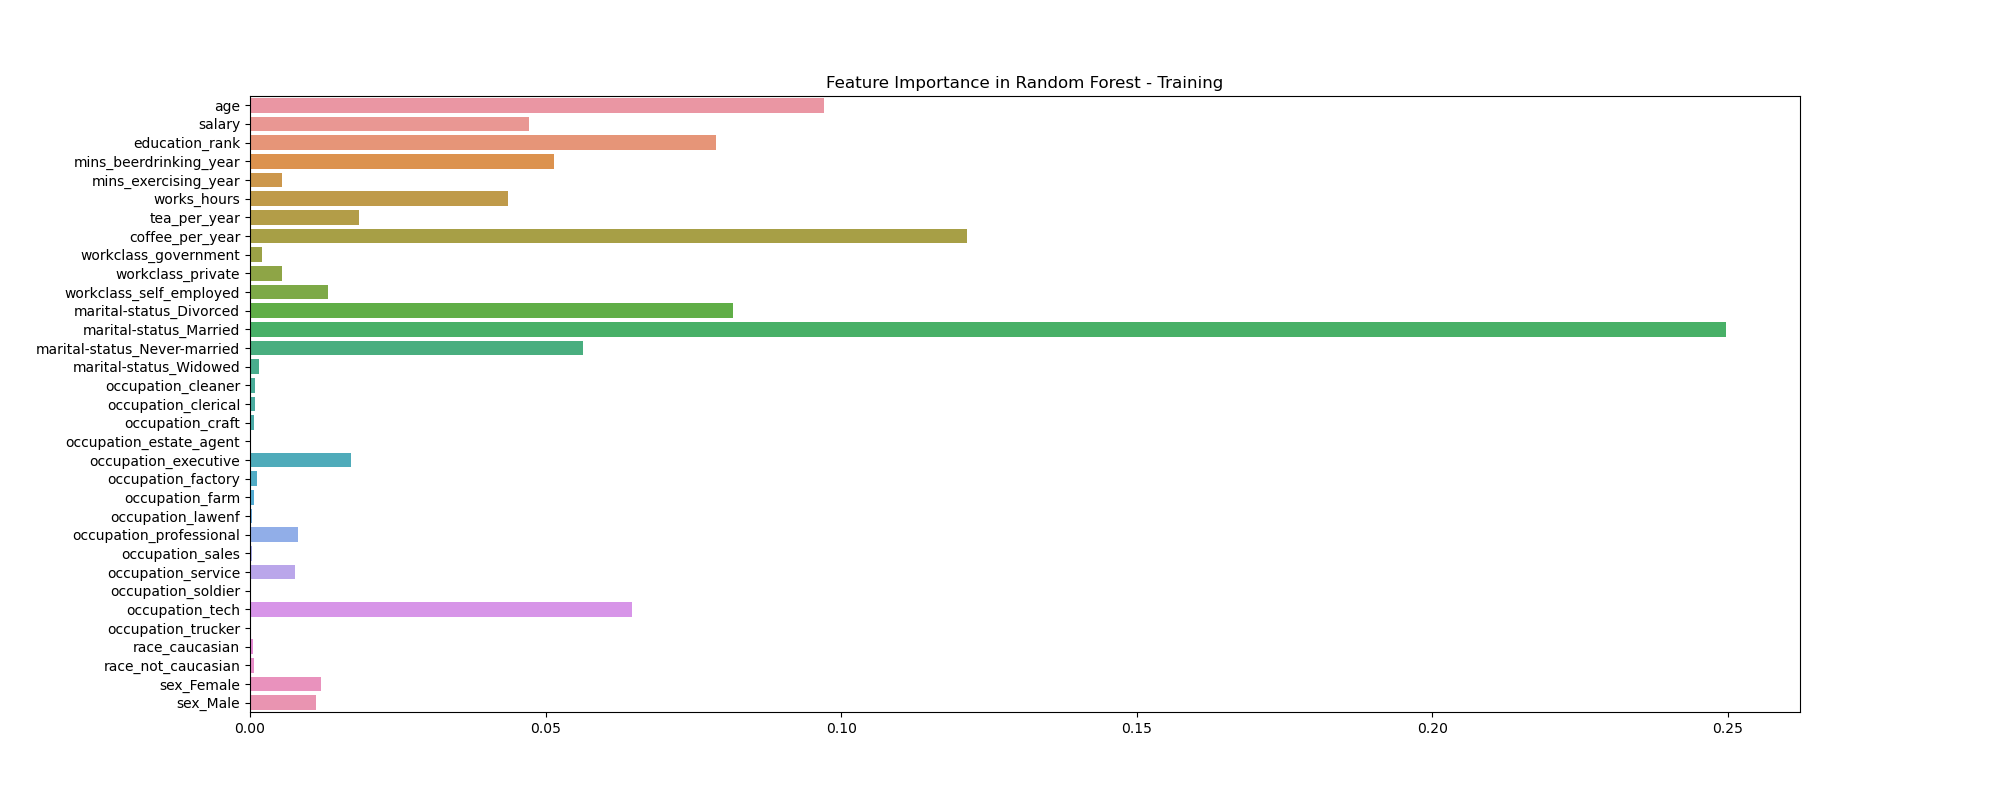 Feature Importance in Random Forest - Training
age
salary
education_rank
mins_beerdrinking_year
mins_exercising_year
works_hours
tea_per_year
coffee_per_year
workclass_government
workclass_private
workclass_self_employed
marital-status_Divorced
marital-status_Married
marital-status_Never-married
marital-status_Widowed
occupation_cleaner
occupation_clerical
occupation_craft
occupation_estate_agent
occupation_executive
occupation_factory
occupation_farm
occupation_lawenf
occupation_professional
occupation_sales
occupation_service
occupation_soldier
occupation_tech
occupation_trucker
race_caucasian
race_not_caucasian
sex_Female
sex_Male
0.00 0.05 0.10 0.15 0.20 0.25